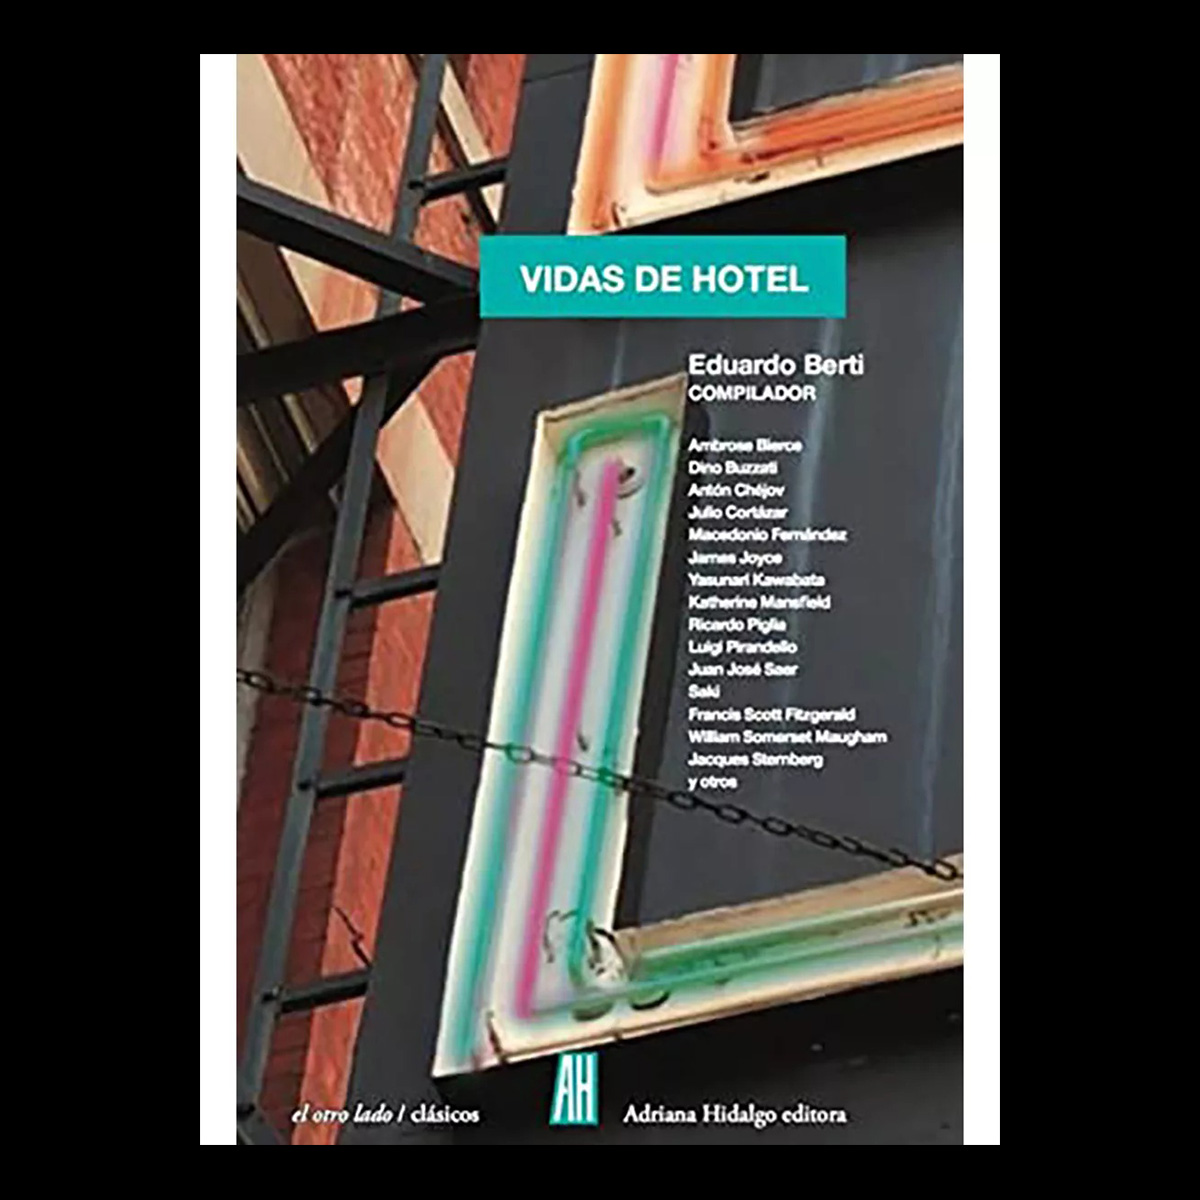 VIDAS DE HOTEL
Eduardo Berti
COMPILADOR
Ambrose Bierce
Dino Buzzati
Antón Chéjov
Julio Cortázar
Macedonio Fernández
James Joyce
Yasunari Kawabata
Katherine Mansfield
Ricardo Piglia
Luigi Pirandello
Juan José Saer
Saki
Francis Scott Fitzgerald
William Somerset Maugham
Jacques Sternberg
y otros
el otro lado / clásicos
AH
Adriana Hidalgo editora